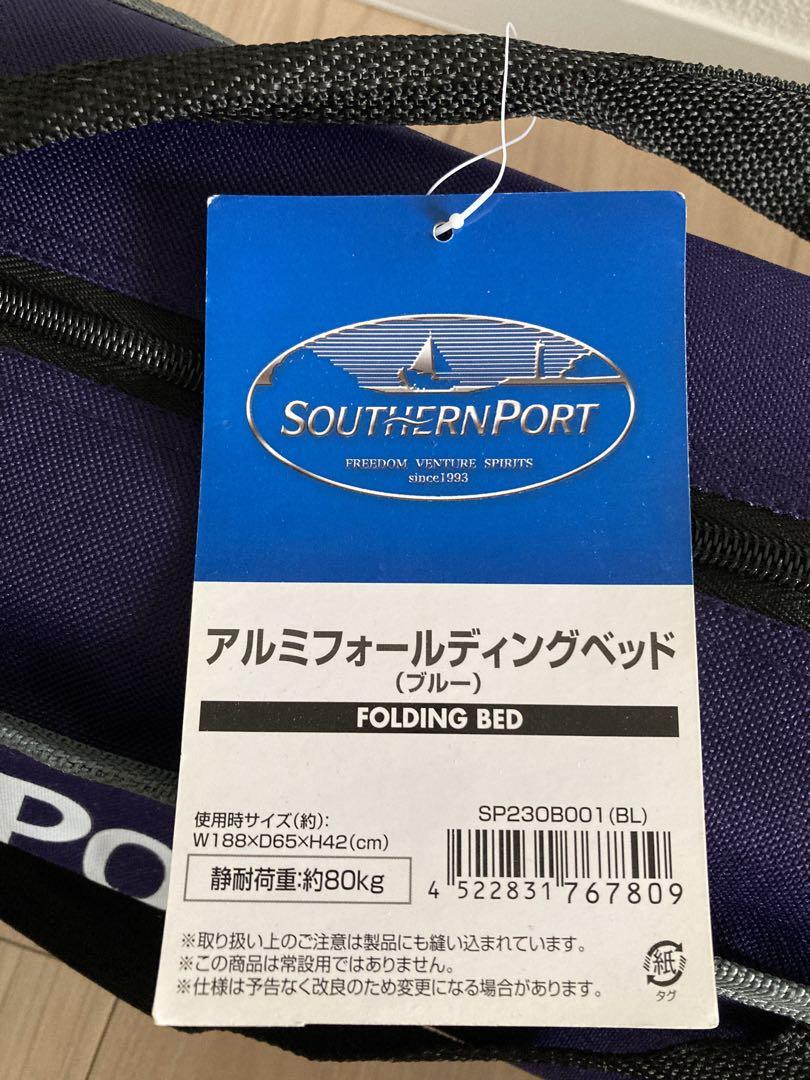 SOUTHERNPORT
FREEDOM VENTURE SPIRITS
since1993
アルミフォールディングベッド
(ブルー)
FOLDING BED
使用時サイズ(約):
W188×D65×H42(cm)
静耐荷重:約80kg
SP230B001(BL)
4 522831 767809
※取り扱い上のご注意は製品にも縫い込まれています。
※この商品は常設用ではありません。
※仕様は予告なく改良のため変更になる場合があります。
紙
タグ
PO